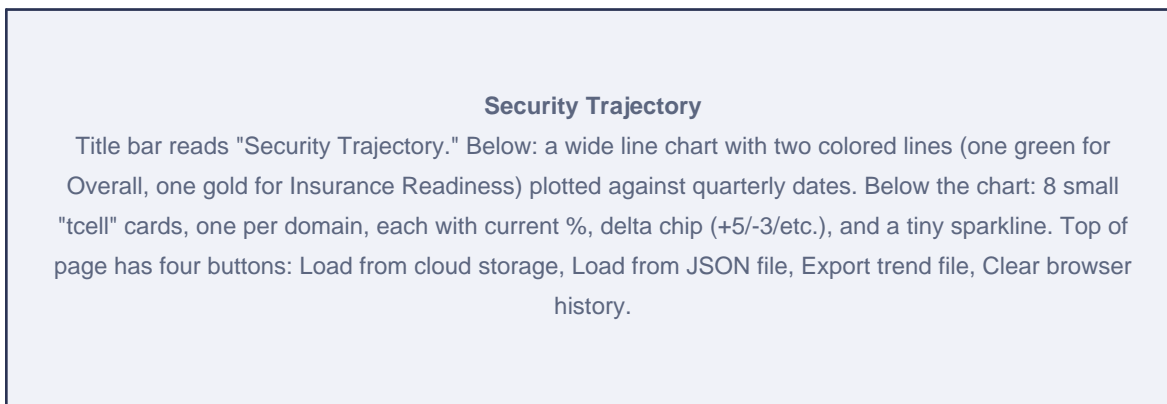 Security Trajectory
Title bar reads "Security Trajectory." Below: a wide line chart with two colored lines (one green for
Overall, one gold for Insurance Readiness) plotted against quarterly dates. Below the chart: 8 small
"tcell" cards, one per domain, each with current %, delta chip (+5/-3/etc.), and a tiny sparkline. Top of
page has four buttons: Load from cloud storage, Load from JSON file, Export trend file, Clear browser
history.